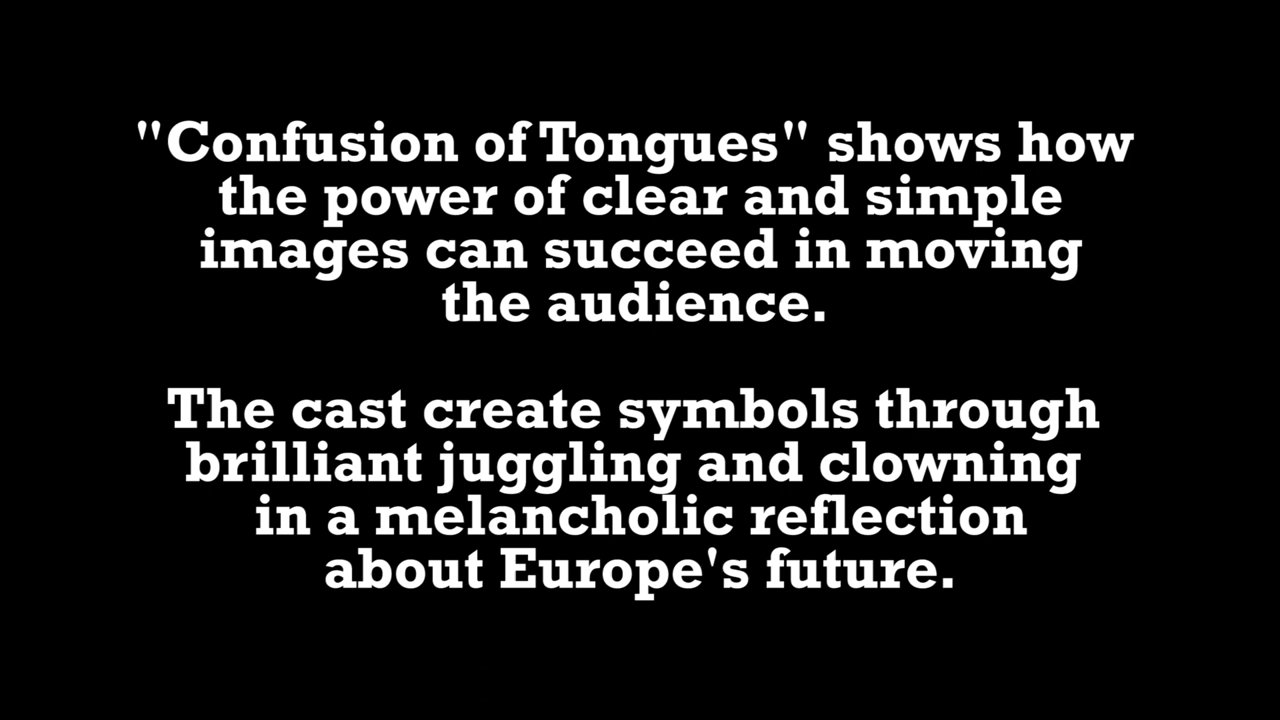 "Confusion of Tongues" shows how
the power of clear and simple
images can succeed in moving
the audience.
The cast create symbols through
brilliant juggling and clowning
in a melancholic reflection
about Europe's future.